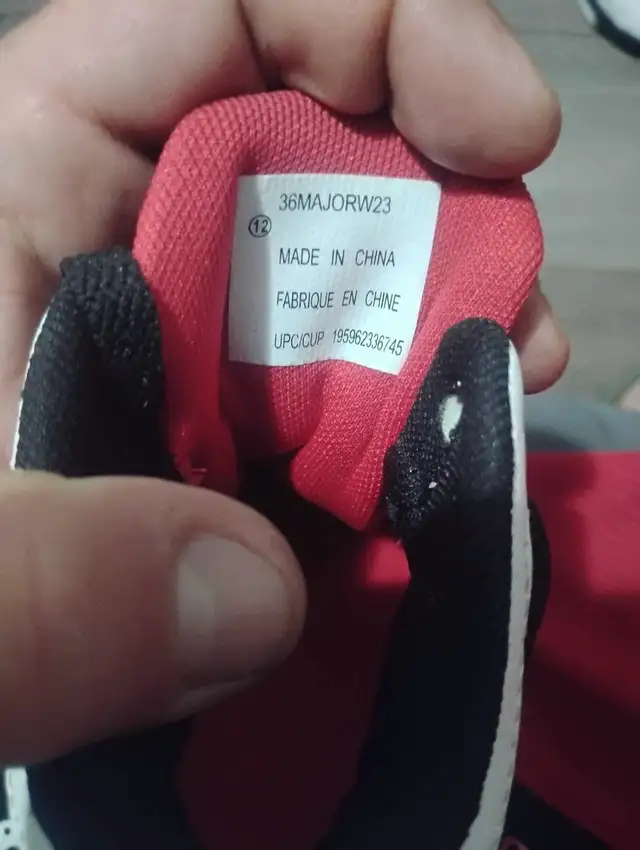 36MAJORW23
12
MADE IN CHINA
FABRIQUE EN CHINE
UPC/CUP 195962336745